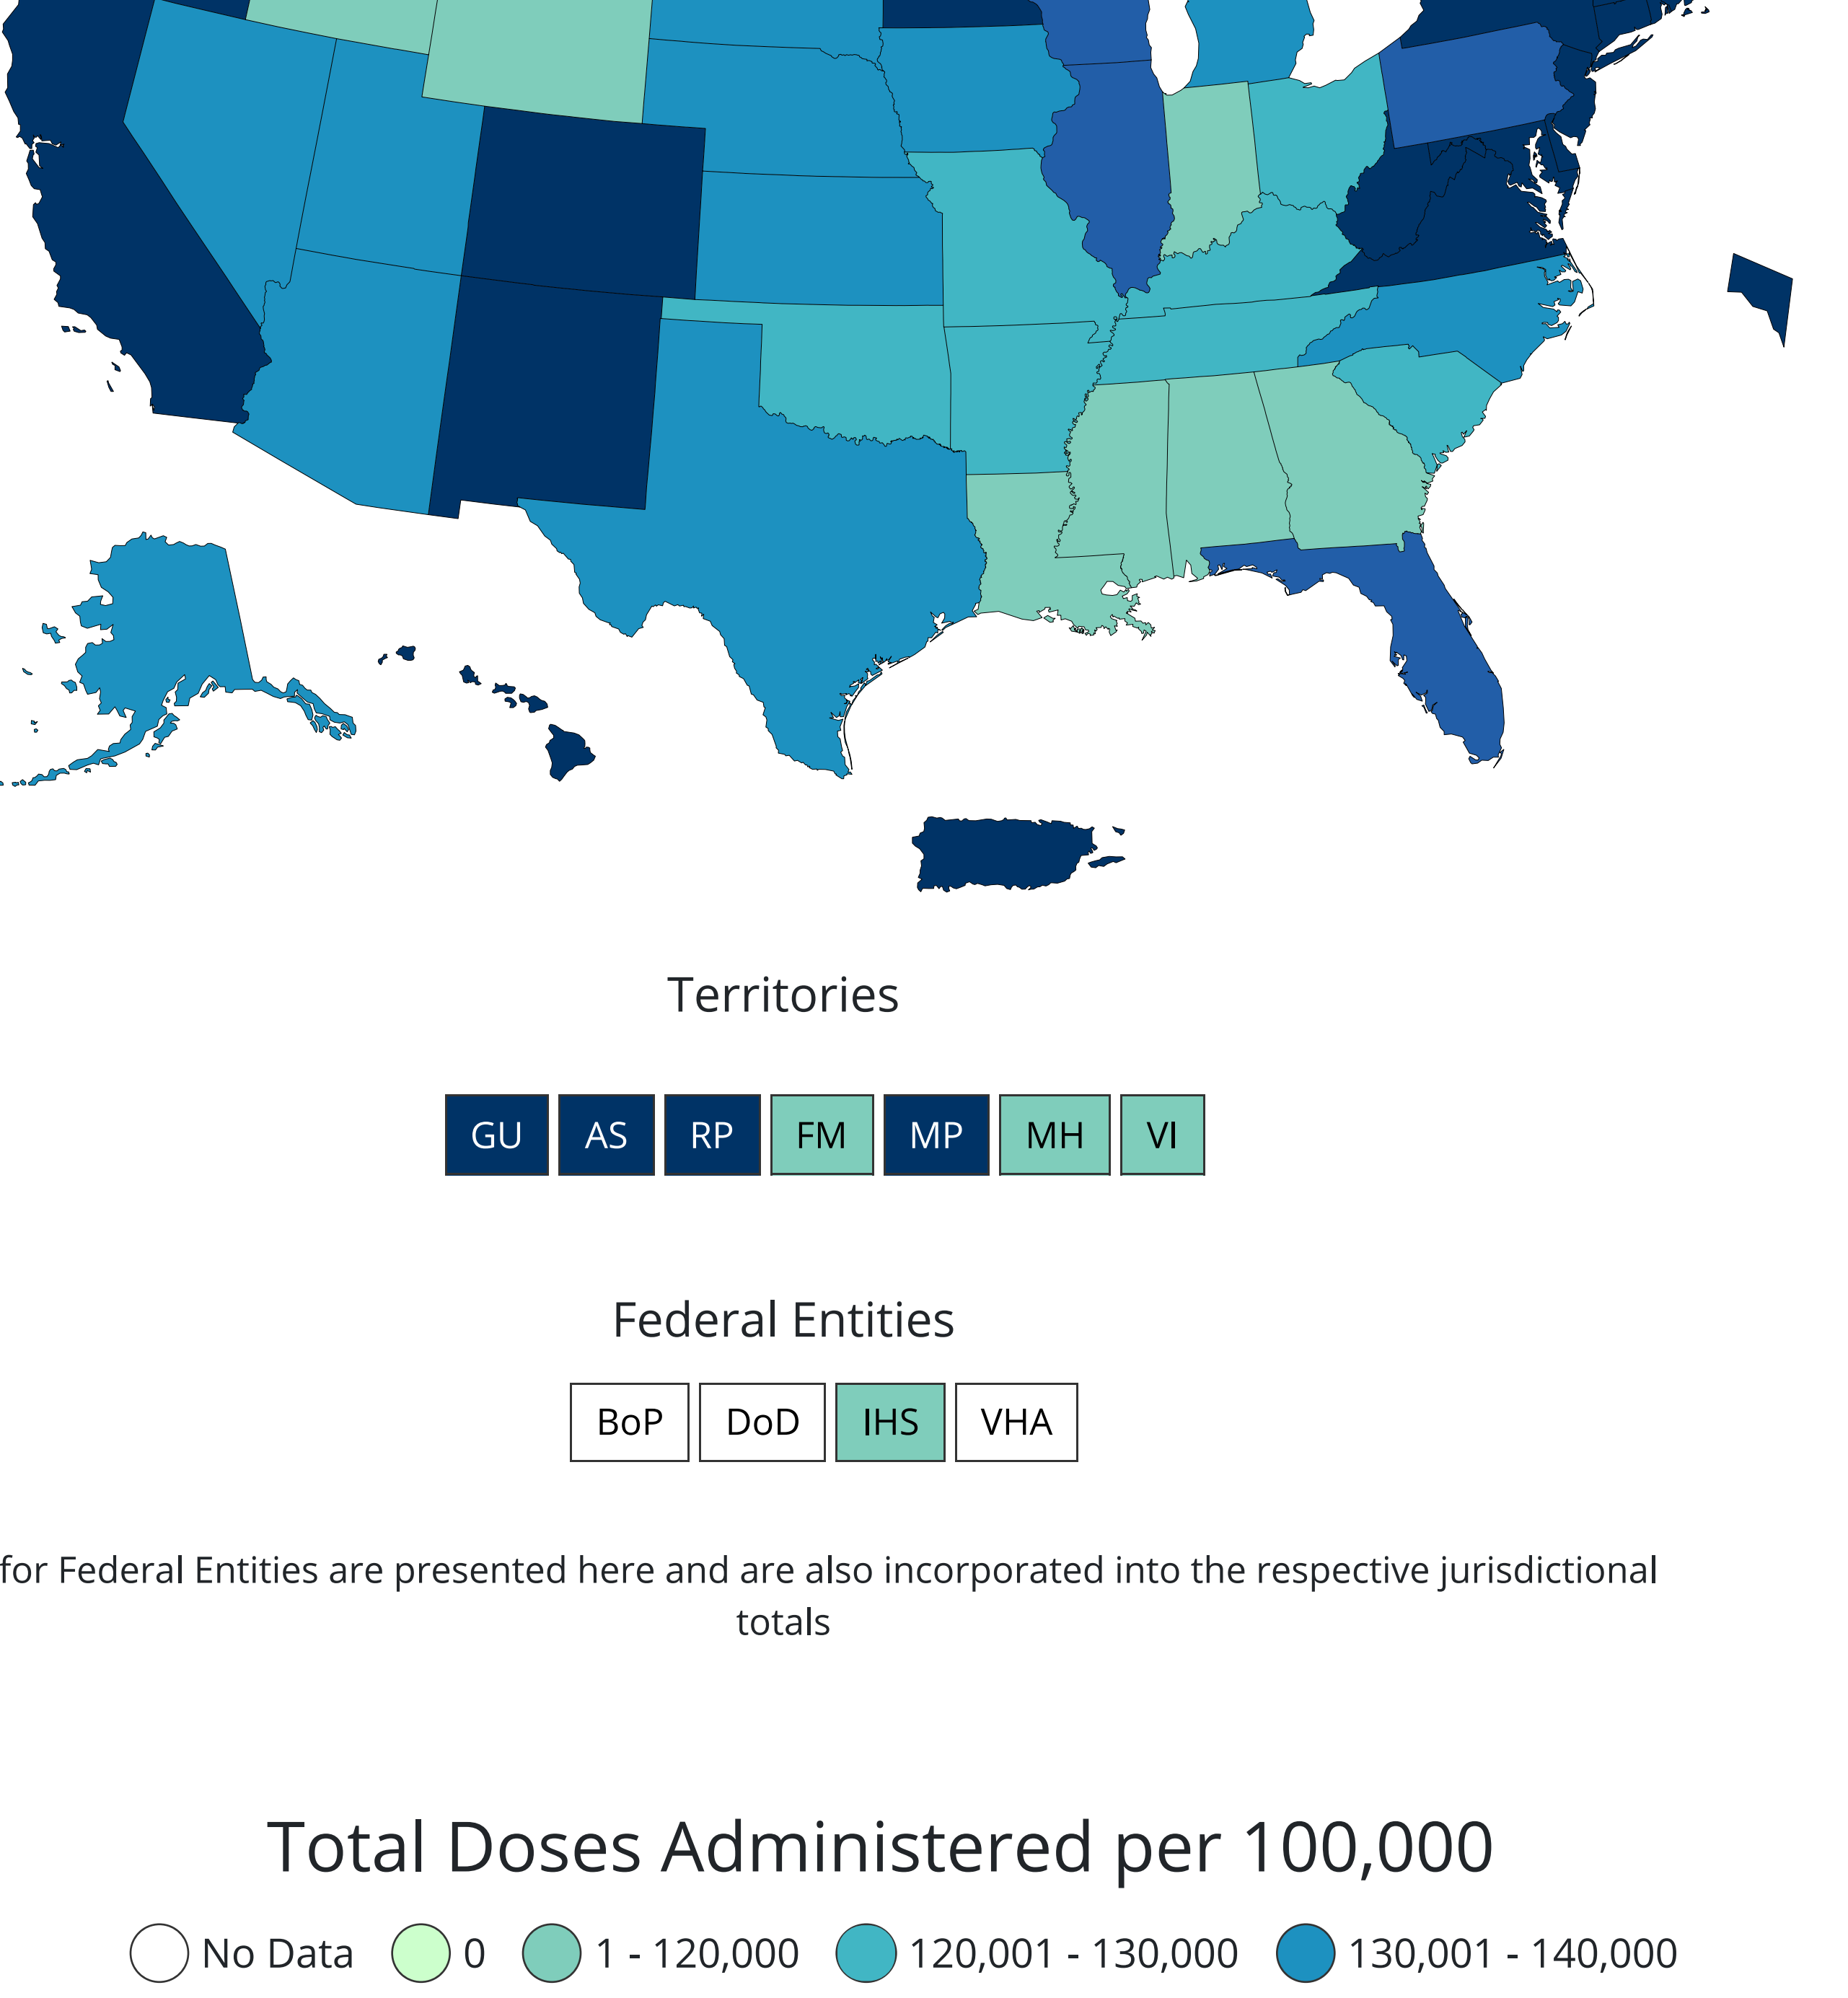 Territories
GU AS RP FM MP MH VI
Federal Entities
BoP DoD IHS VHA
for Federal Entities are presented here and are also incorporated into the respective jurisdictional
totals
Total Doses Administered per 100,000
No Data 0 1 - 120,000 120,001 - 130,000 130,001 - 140,000